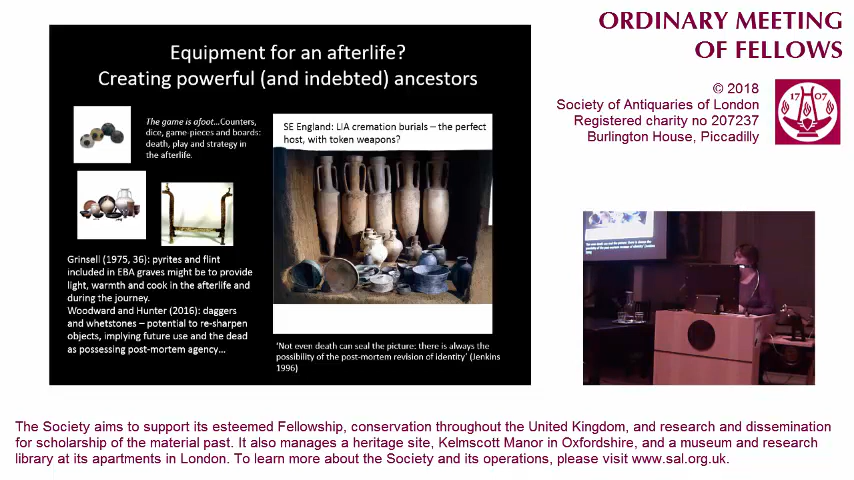 Equipment for an afterlife?
Creating powerful (and indebted) ancestors
The game is afoot...Counters,
dice, game-pieces and boards:
death, play and strategy in
the afterlife.
SE England: LIA cremation burials – the perfect
host, with token weapons?
Grinsell (1975, 36): pyrites and flint
included in EBA graves might be to provide
light, warmth and cook in the afterlife and
during the journey.
Woodward and Hunter (2016): daggers
and whetstones – potential to re-sharpen
objects, implying future use and the dead
as possessing post-mortem agency…
'Not even death can seal the picture: there is always the
possibility of the post-mortem revision of identity' (Jenkins
1996)
ORDINARY MEETING
OF FELLOWS
© 2018
Society of Antiquaries of London
Registered charity no 207237
Burlington House, Piccadilly
1707
The Society aims to support its esteemed Fellowship, conservation throughout the United Kingdom, and research and dissemination
for scholarship of the material past. It also manages a heritage site, Kelmscott Manor in Oxfordshire, and a museum and research
library at its apartments in London. To learn more about the Society and its operations, please visit www.sal.org.uk.